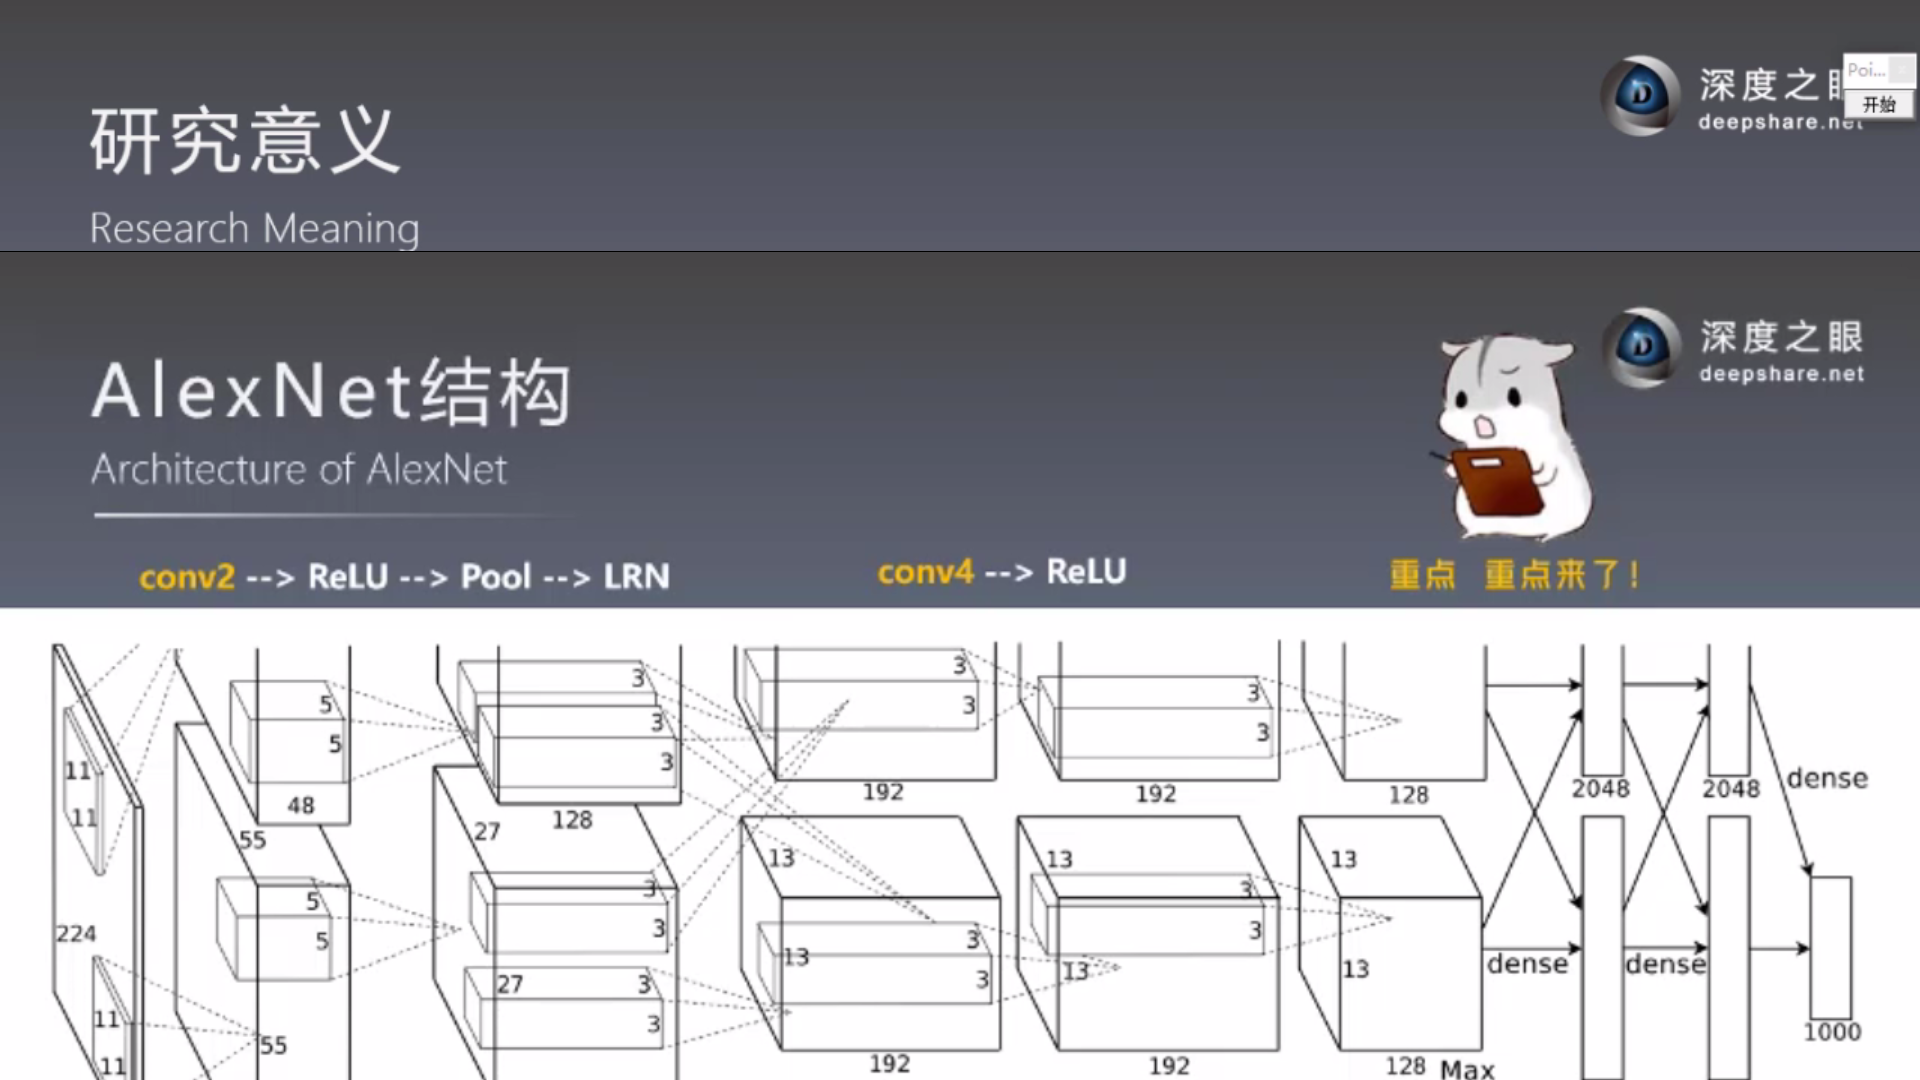 研究意义
Research Meaning
深度之
deepshare.net
Poi...
开始
AlexNet结构
Architecture of AlexNet
深度之眼
deepshare.net
conv2 --> ReLU --> Pool --> LRN
conv4 --> ReLU
重点 重点来了!
11
11
224
11
11
5
5
48
55
5
5
55
3
3
3
3
128
27
3
3
27
3
3
3
3
192
13
13
3
3
192
3
3
192
13
3
3
13
192
128
13
13
128
Max
2048
2048
dense
dense
dense
1000